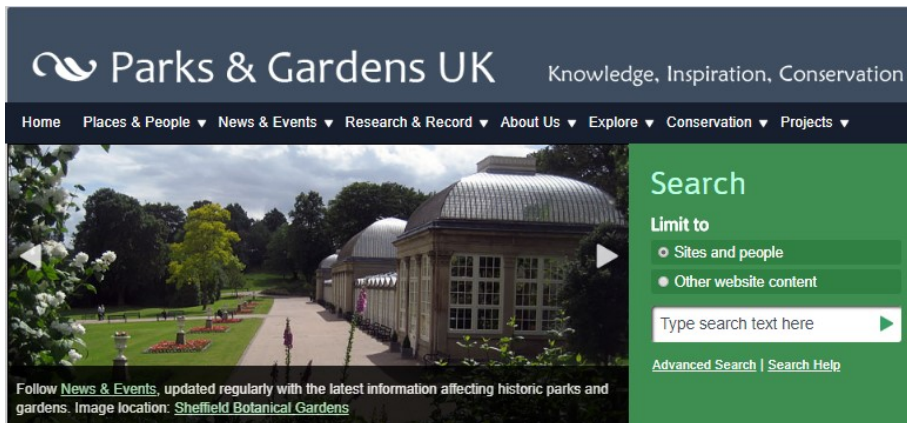 Parks & Gardens UK Knowledge, Inspiration, Conservation
Home Places & People ▼ News & Events ▼ Research & Record ▼ About Us ▼ Explore ▼ Conservation ▼ Projects ▼
Search
Limit to
Sites and people
Other website content
Type search text here
Advanced Search | Search Help
Follow News & Events, updated regularly with the latest information affecting historic parks and
gardens. Image location: Sheffield Botanical Gardens